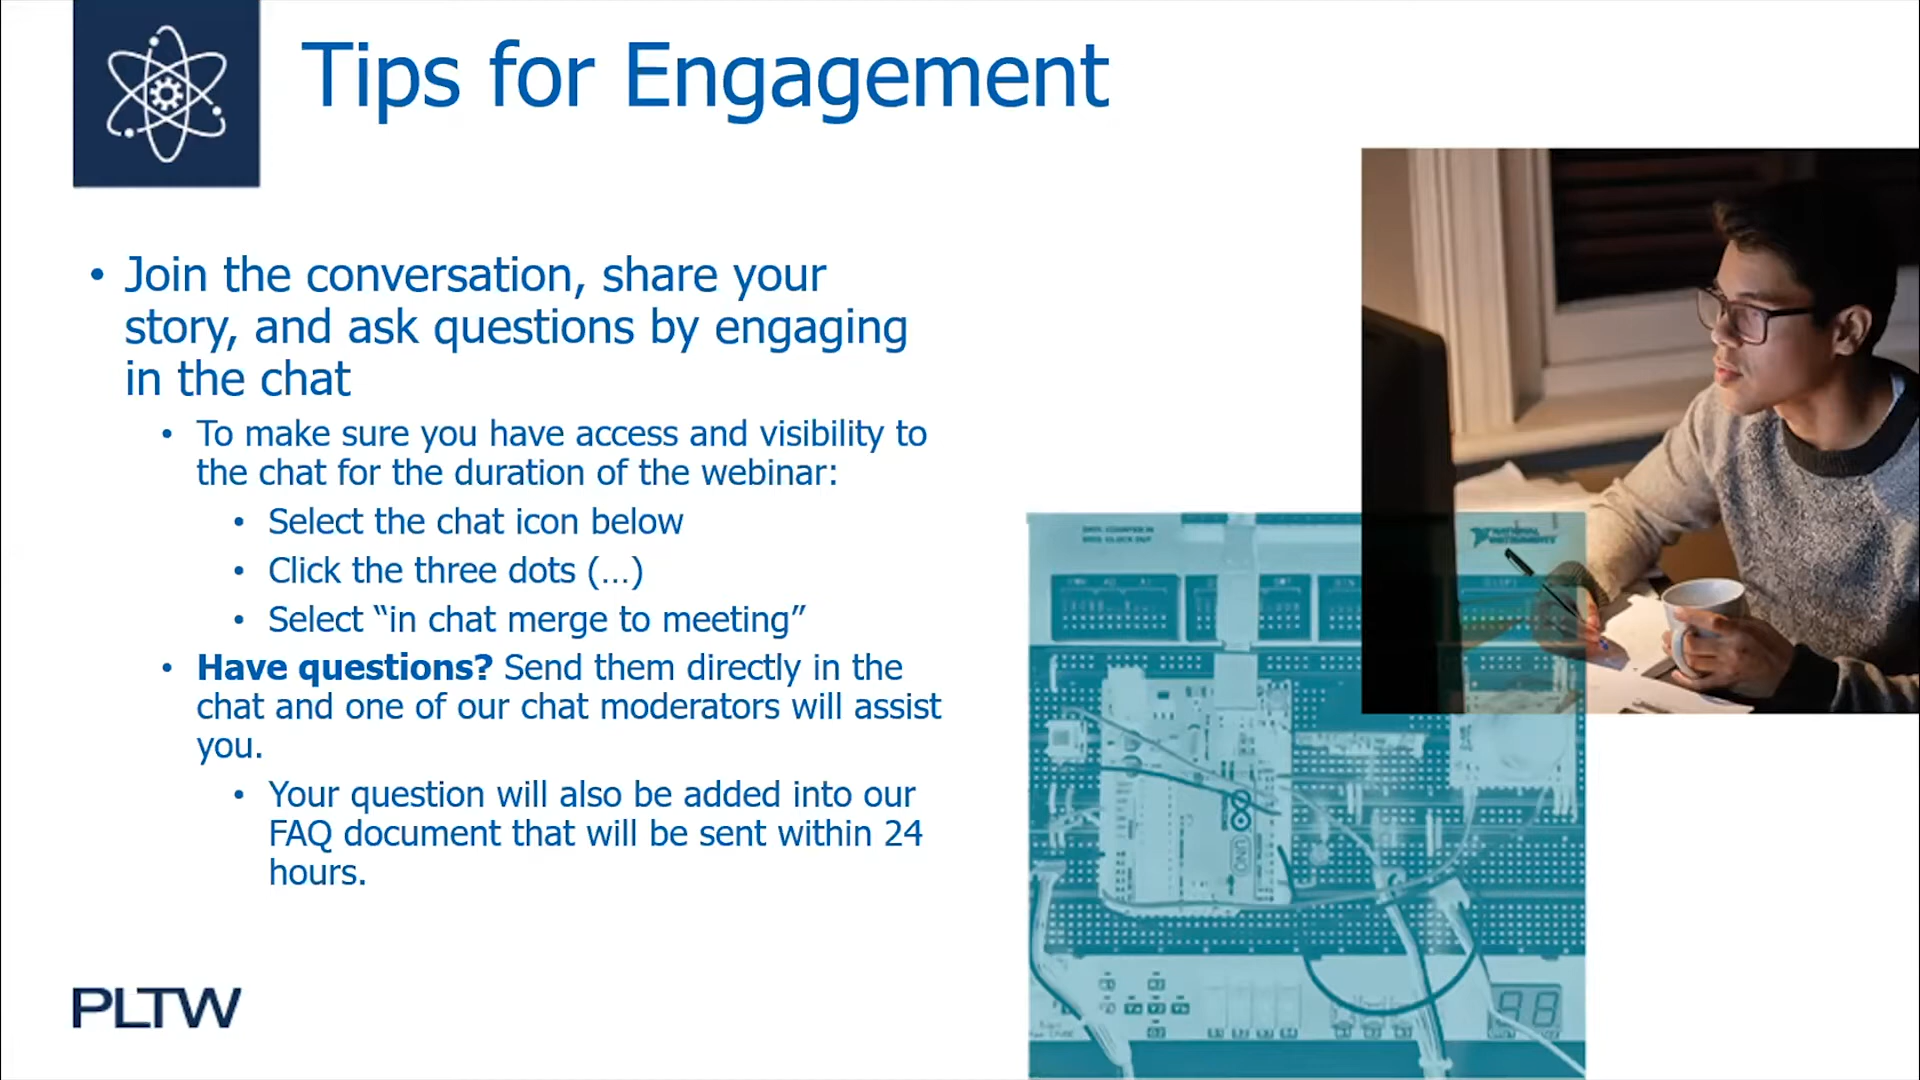 Tips for Engagement
• Join the conversation, share your
story, and ask questions by engaging
in the chat
• To make sure you have access and visibility to
the chat for the duration of the webinar:
• Select the chat icon below
• Click the three dots (...)
• Select “in chat merge to meeting”
• Have questions? Send them directly in the
chat and one of our chat moderators will assist
you.
• Your question will also be added into our
FAQ document that will be sent within 24
hours.
NATIONAL
INSTRUMENTS
UNO
PLTW